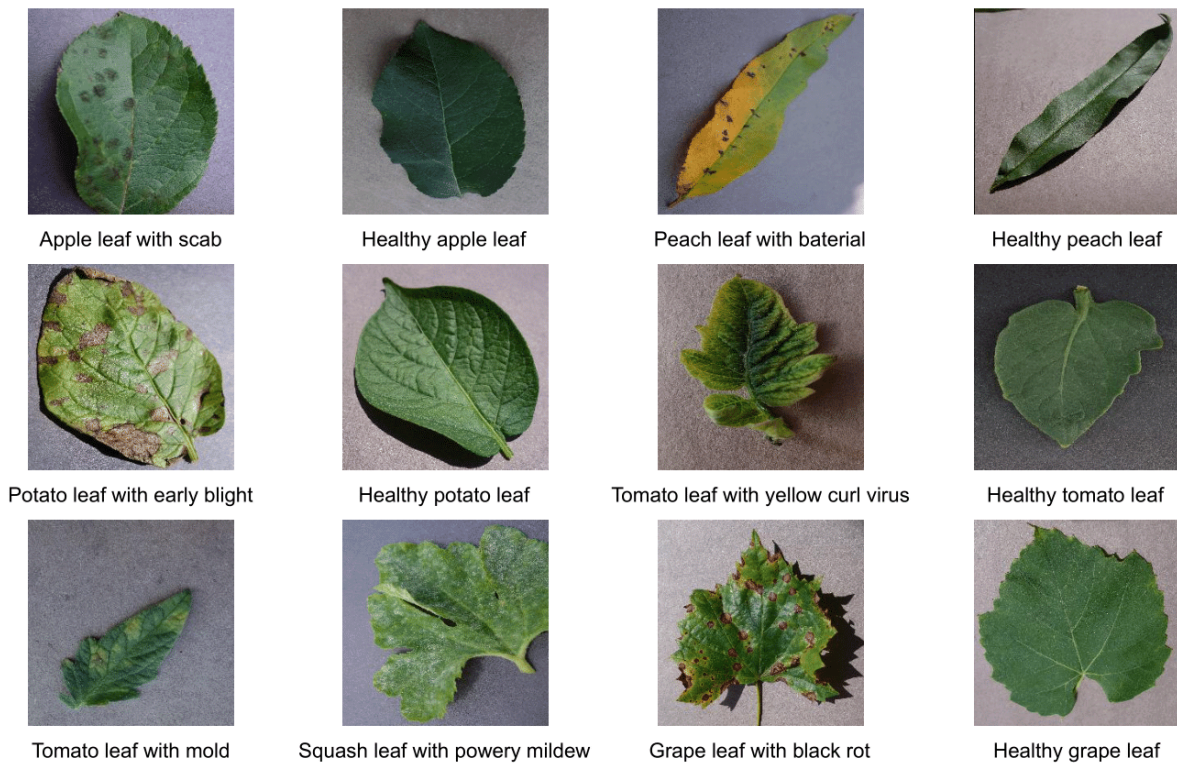 Apple leaf with scab
Healthy apple leaf
Peach leaf with baterial
Healthy peach leaf
Potato leaf with early blight
Healthy potato leaf
Tomato leaf with yellow curl virus
Healthy tomato leaf
Tomato leaf with mold
Squash leaf with powery mildew
Grape leaf with black rot
Healthy grape leaf